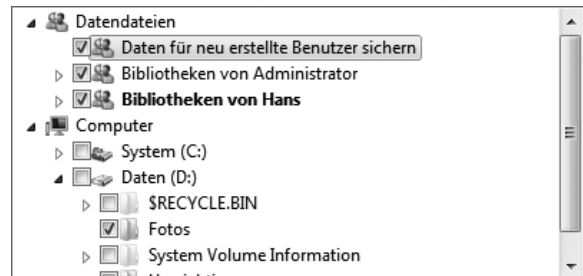 Datendateien
Daten für neu erstellte Benutzer sichern
Bibliotheken von Administrator
Bibliotheken von Hans
Computer
System (C:)
Daten (D:)
$RECYCLE.BIN
Fotos
System Volume Information